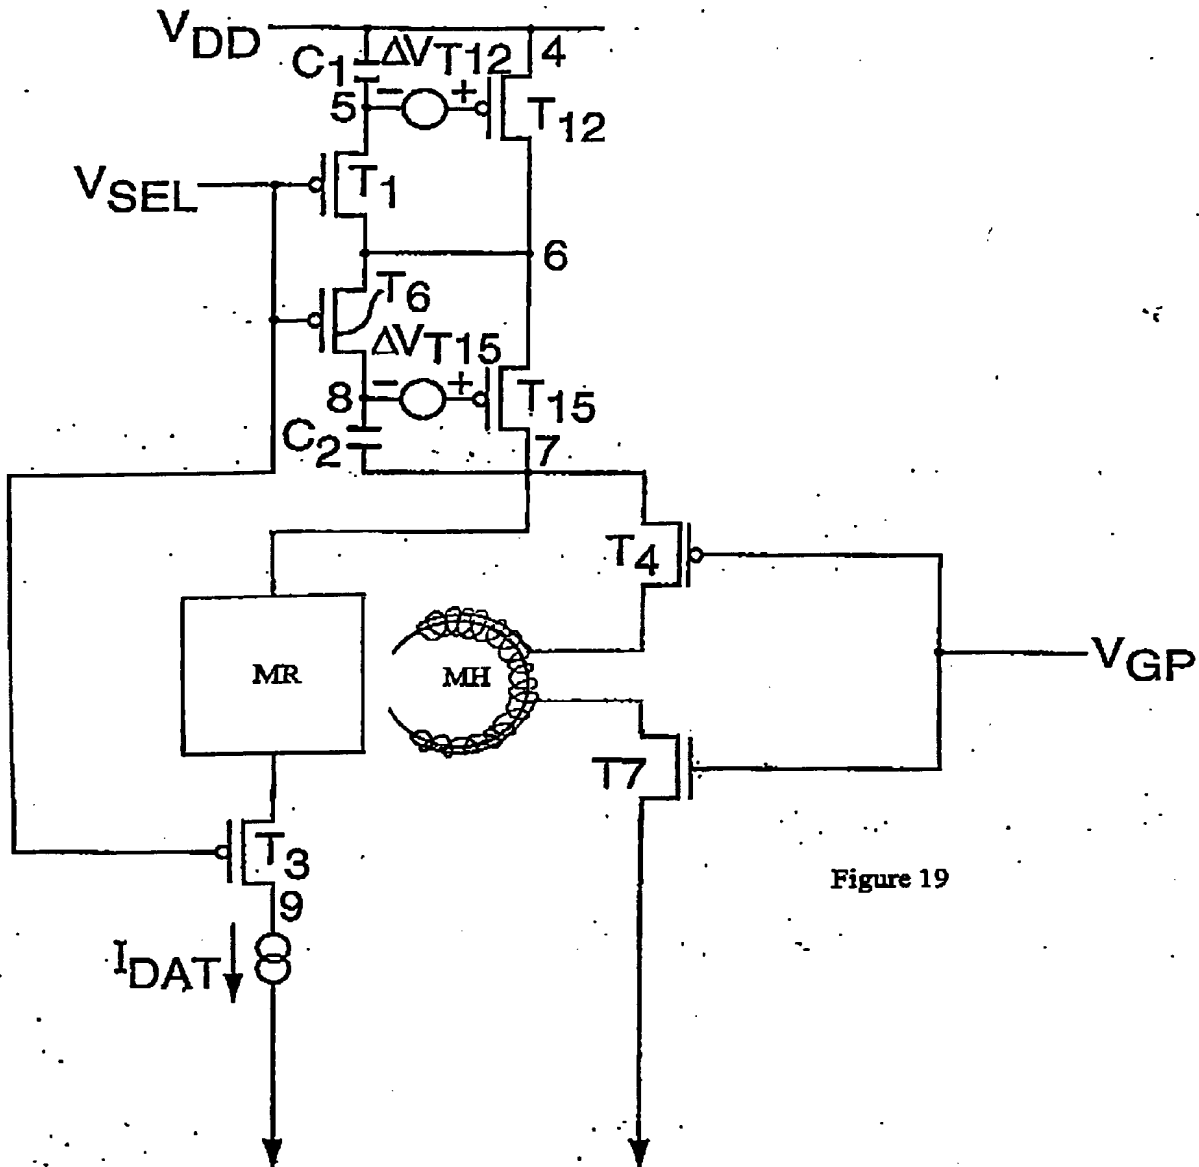 VDD
C1
ΔVT12
4
5
−
+
T12
VSEL
T1
6
T6
ΔVT15
8
−
+
T15
C2
7
T4
MR
MH
VGP
T7
T3
Figure 19
9
IDAT